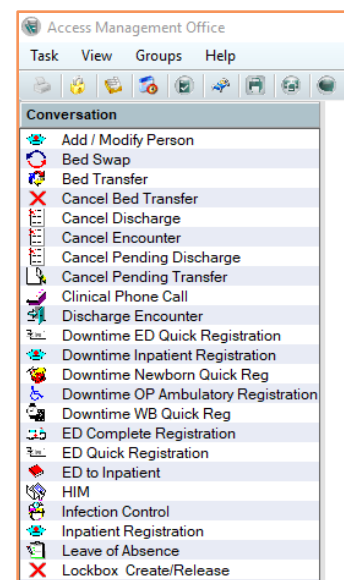 Access Management Office
Task View Groups Help
Conversation
Add / Modify Person
Bed Swap
Bed Transfer
Cancel Bed Transfer
Cancel Discharge
Cancel Encounter
Cancel Pending Discharge
Cancel Pending Transfer
Clinical Phone Call
Discharge Encounter
Downtime ED Quick Registration
Downtime Inpatient Registration
Downtime Newborn Quick Reg
Downtime OP Ambulatory Registration
Downtime WB Quick Reg
ED Complete Registration
ED Quick Registration
ED to Inpatient
HIM
Infection Control
Inpatient Registration
Leave of Absence
Lockbox Create/Release